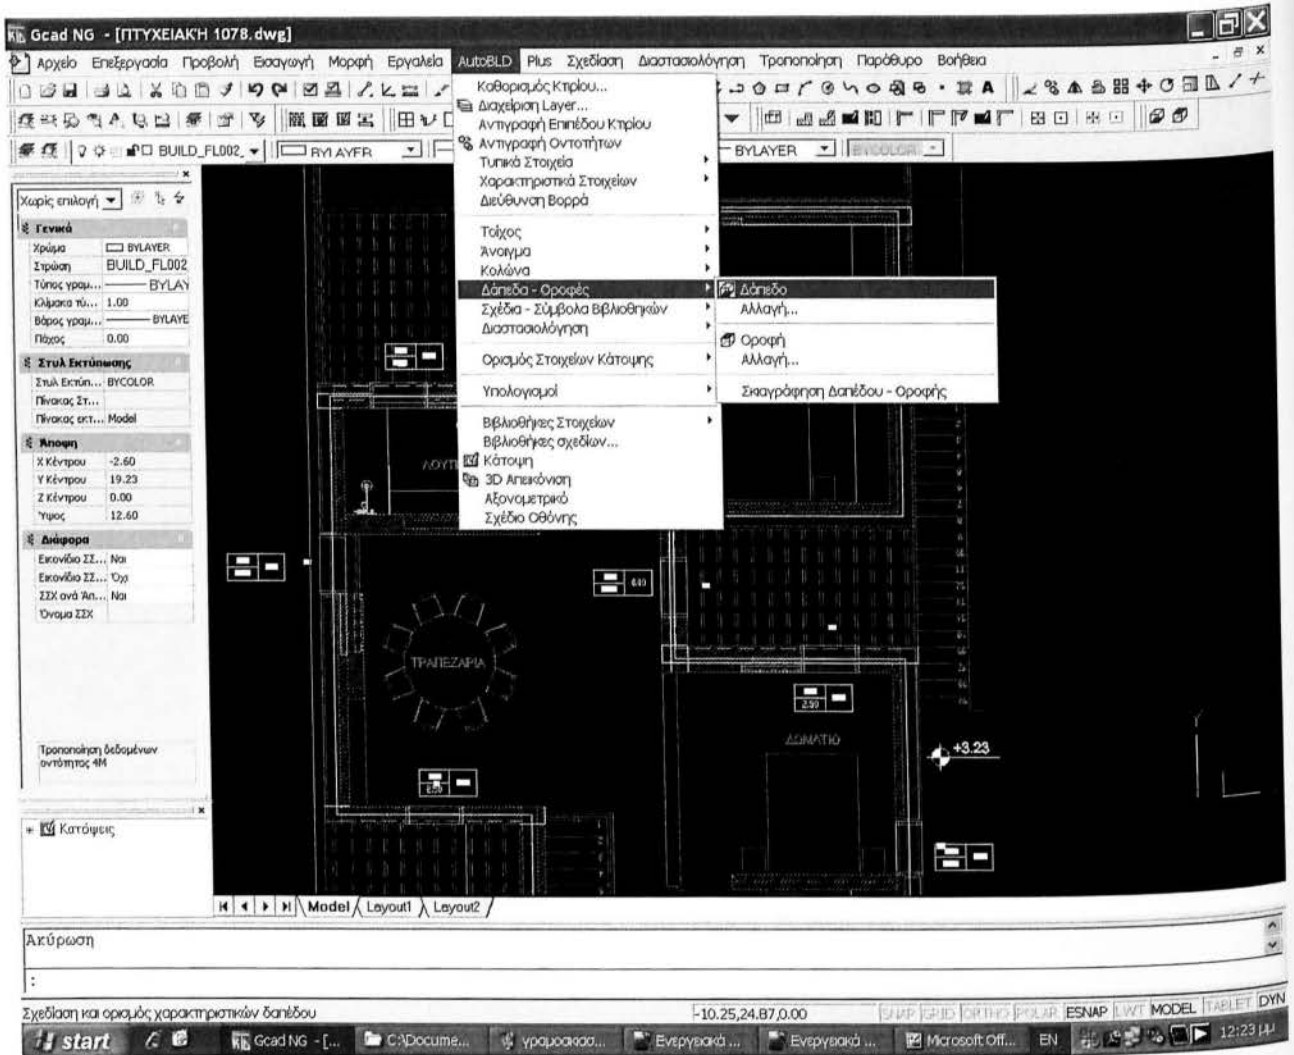 Gcad NG - [ΠΤΥΧΕΙΑΚΉ 1078.dwg]
Αρχείο Επεξεργασία Προβολή Εισαγωγή Μορφή Εργαλεία AutoBLD Plus Σχεδίαση Διαστασιολόγηση Τροποποίηση Παράθυρο Βοήθεια
BUILD_FL002_ BYLAYER BYLAYER BYCOLOR
Χωρίς επιλογή
Γενικά
Χρώμα BYLAYER
Στρώση BUILD_FL002
Τύπος γραμ... BYLAY
Κλίμακα τύ... 1.00
Βάρος γραμ... BYLAYE
Πάχος 0.00
Στυλ Εκτύπωσης
Στυλ Εκτύπ... BYCOLOR
Πίνακας Στ...
Πίνακας εκτ... Model
Άποψη
Χ Κέντρου -2.60
Υ Κέντρου 19.23
Ζ Κέντρου 0.00
Ύψος 12.60
Διάφορα
Εικονίδιο ΣΣ... Ναι
Εικονίδιο ΣΣ... Όχι
ΣΣΧ ανά Άπ... Ναι
Όνομα ΣΣΧ
Τροποποίηση δεδομένων
οντότητας 4M
Κατόψεις
Καθορισμός Κτιρίου...
Διαχείριση Layer...
Αντιγραφή Επιπέδου Κτιρίου
Αντιγραφή Οντοτήτων
Τυπικά Στοιχεία
Χαρακτηριστικά Στοιχείων
Διεύθυνση Βορρά
Τοίχος
Άνοιγμα
Κολώνα
Δάπεδα - Οροφές
Σχέδια - Σύμβολα Βιβλιοθηκών
Διαστασιολόγηση
Ορισμός Στοιχείων Κάτοψης
Υπολογισμοί
Βιβλιοθήκες Στοιχείων
Βιβλιοθήκες σχεδίων...
Κάτοψη
3D Απεικόνιση
Αξονομετρικό
Σχέδιο Οθόνης
Δάπεδο
Αλλαγή...
Οροφή
Αλλαγή...
Σκιαγράφηση Δαπέδου - Οροφής
ΤΡΑΠΕΖΑΡΙΑ
ΔΩΜΑΤΙΟ
2.50
+3.23
Model Layout1 Layout2
Ακύρωση
:
Σχεδίαση και ορισμός χαρακτηριστικών δαπέδου
-10.25,24.87,0.00
SNAP GRID ORTHO POLAR ESNAP LWT MODEL TABLET DYN
start Gcad NG - [... C:\Docume... Ενεργειακά ... Ενεργειακά ... Microsoft Off... EN 12:23 μμ